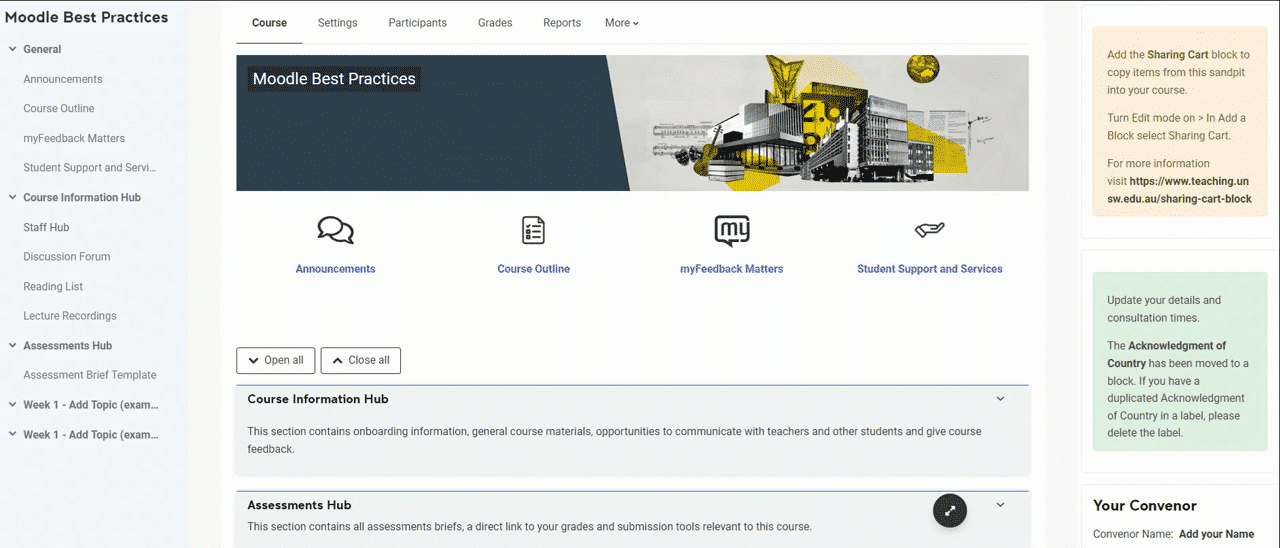 Moodle Best Practices
General
Announcements
Course Outline
myFeedback Matters
Student Support and Servi...
Course Information Hub
Staff Hub
Discussion Forum
Reading List
Lecture Recordings
Assessments Hub
Assessment Brief Template
Week 1 - Add Topic (exam...
Week 1 - Add Topic (exam...
Course
Settings
Participants
Grades
Reports
More
Moodle Best Practices
Announcements
Course Outline
my
myFeedback Matters
Student Support and Services
Open all
Close all
Course Information Hub
This section contains onboarding information, general course materials, opportunities to communicate with teachers and other students and give course
feedback.
Assessments Hub
This section contains all assessments briefs, a direct link to your grades and submission tools relevant to this course.
Add the Sharing Cart block to
copy items from this sandpit
into your course.
Turn Edit mode on > In Add a
Block select Sharing Cart.
For more information
visit https://www.teaching.un
sw.edu.au/sharing-cart-block
Update your details and
consultation times.
The Acknowledgment of
Country has been moved to a
block. If you have a
duplicated Acknowledgment
of Country in a label, please
delete the label.
Your Convenor
Convenor Name: Add your Name